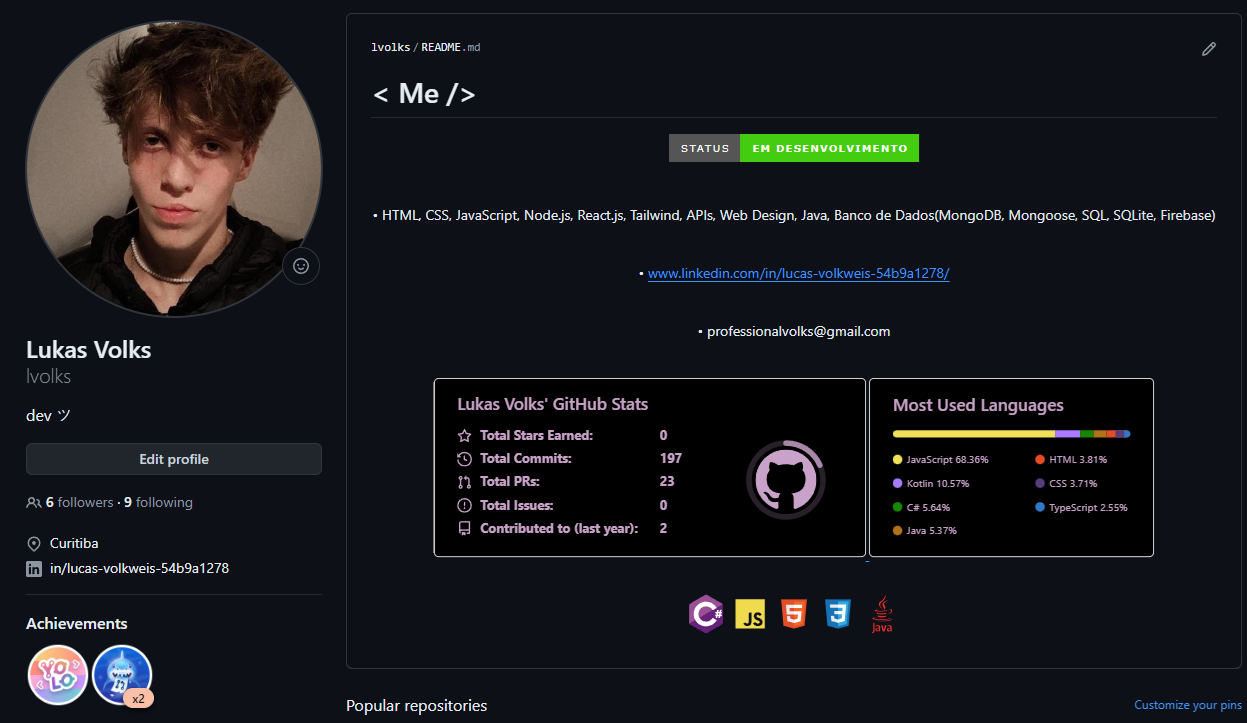 Lukas Volks
lvolks
dev ツ
Edit profile
6 followers · 9 following
Curitiba
in/lucas-volkweis-54b9a1278
Achievements
YOLO
x2
lvolks / README.md
< Me />
STATUS EM DESENVOLVIMENTO
• HTML, CSS, JavaScript, Node.js, React.js, Tailwind, APIs, Web Design, Java, Banco de Dados(MongoDB, Mongoose, SQL, SQLite, Firebase)
• www.linkedin.com/in/lucas-volkweis-54b9a1278/
• professionalvolks@gmail.com
Lukas Volks' GitHub Stats
Total Stars Earned: 0
Total Commits: 197
Total PRs: 23
Total Issues: 0
Contributed to (last year): 2
Most Used Languages
JavaScript 68.36%
Kotlin 10.57%
C# 5.64%
Java 5.37%
HTML 3.81%
CSS 3.71%
TypeScript 2.55%
C# JS 5 3 Java
Popular repositories
Customize your pins